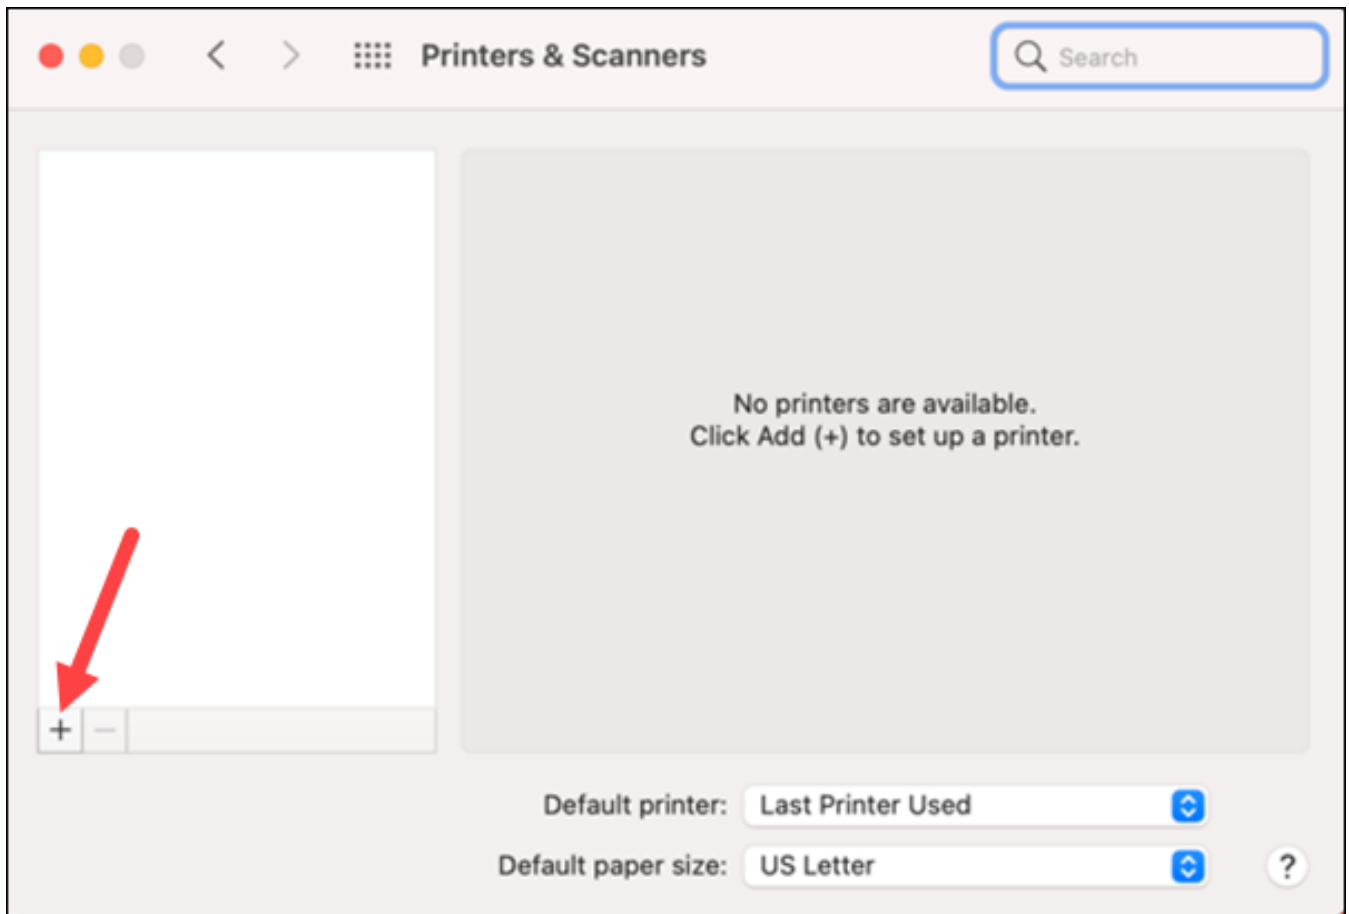 Printers & Scanners
Search
No printers are available.
Click Add (+) to set up a printer.
+ −
Default printer: Last Printer Used
Default paper size: US Letter
?